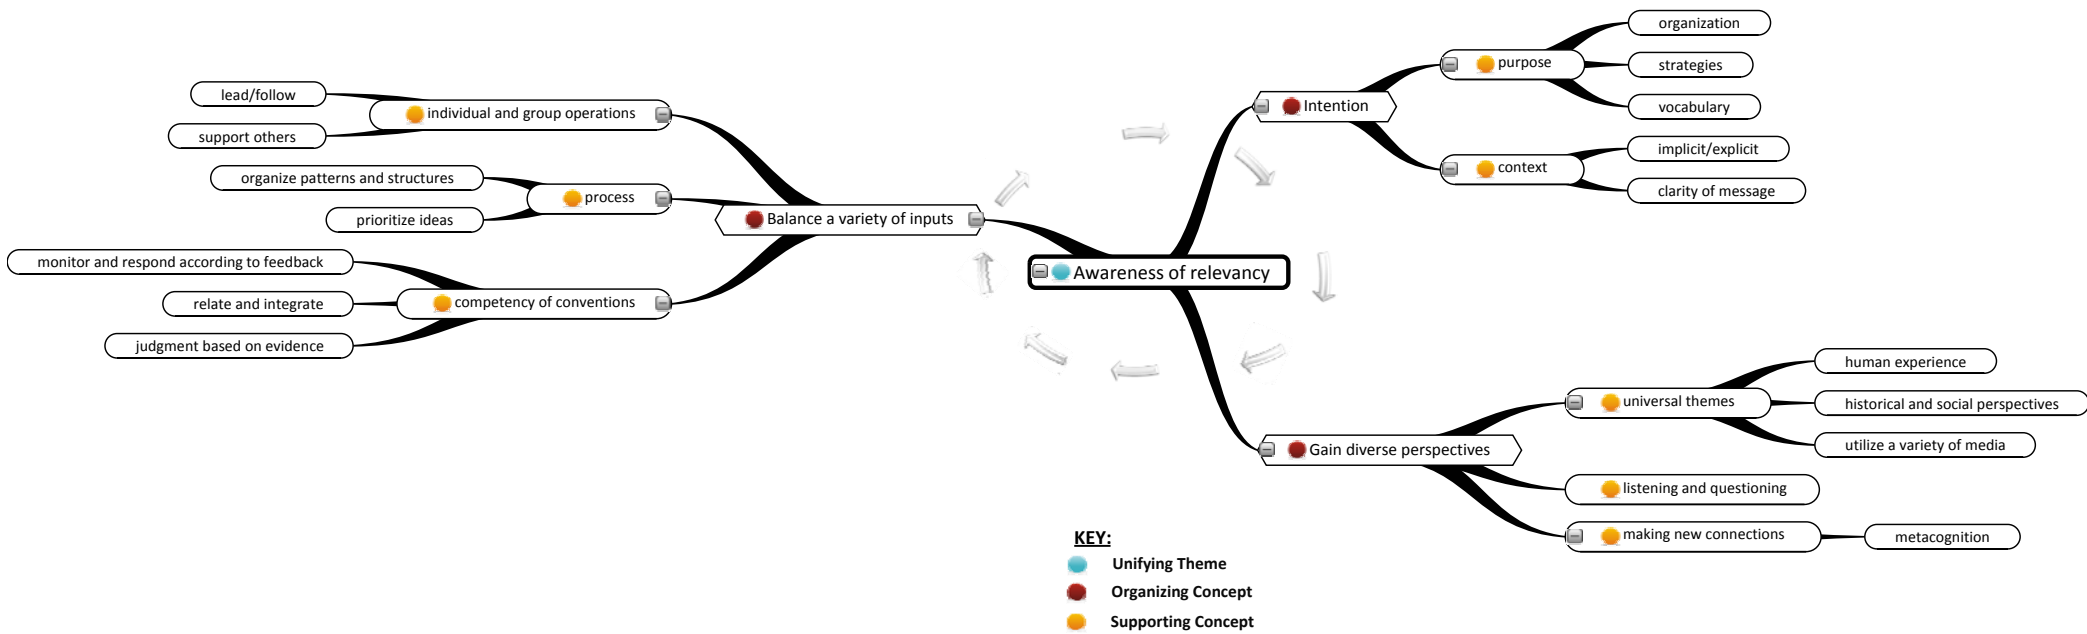 lead/follow
support others
individual and group operations
organize patterns and structures
prioritize ideas
process
monitor and respond according to feedback
relate and integrate
judgment based on evidence
competency of conventions
Balance a variety of inputs
Awareness of relevancy
Intention
purpose
organization
strategies
vocabulary
context
implicit/explicit
clarity of message
Gain diverse perspectives
universal themes
human experience
historical and social perspectives
utilize a variety of media
listening and questioning
making new connections
metacognition
KEY:
Unifying Theme
Organizing Concept
Supporting Concept